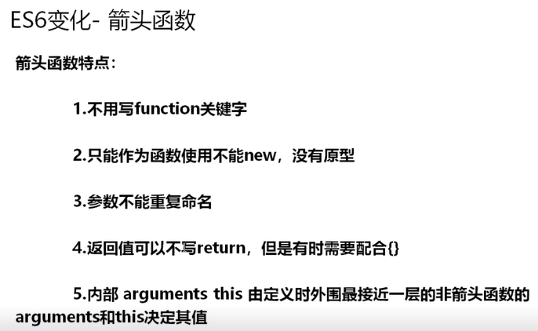 ES6变化- 箭头函数
箭头函数特点：
1.不用写function关键字
2.只能作为函数使用不能new，没有原型
3.参数不能重复命名
4.返回值可以不写return，但是有时需要配合{}
5.内部 arguments this 由定义时外围最接近一层的非箭头函数的
arguments和this决定其值